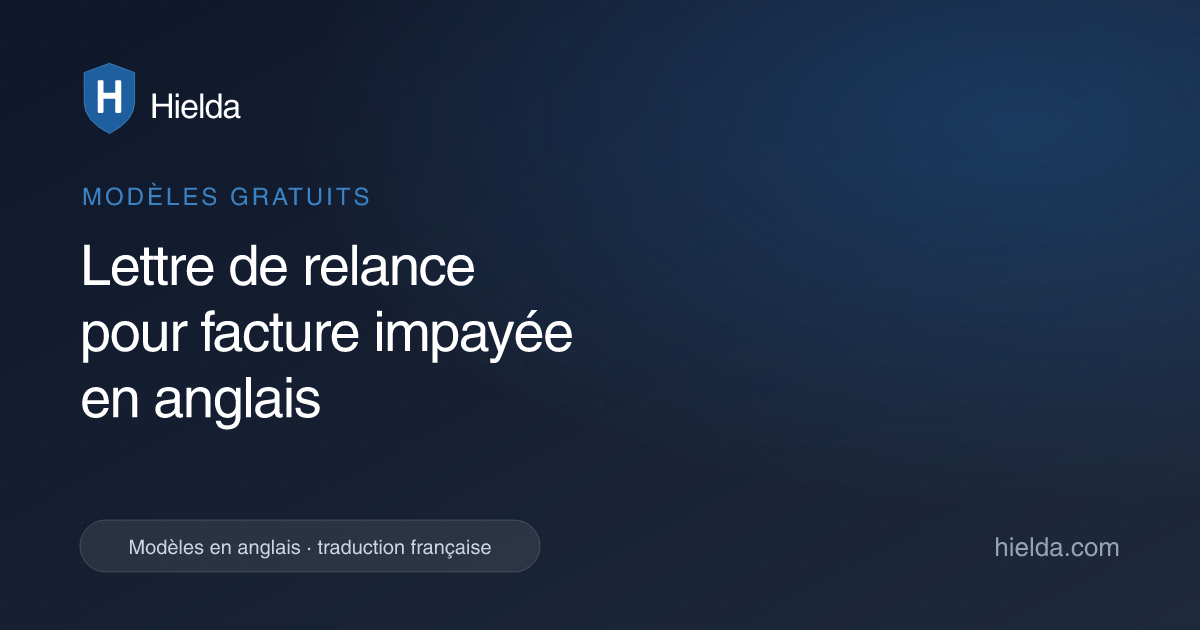 H
Hielda
MODÈLES GRATUITS
Lettre de relance
pour facture impayée
en anglais
Modèles en anglais · traduction française
hielda.com